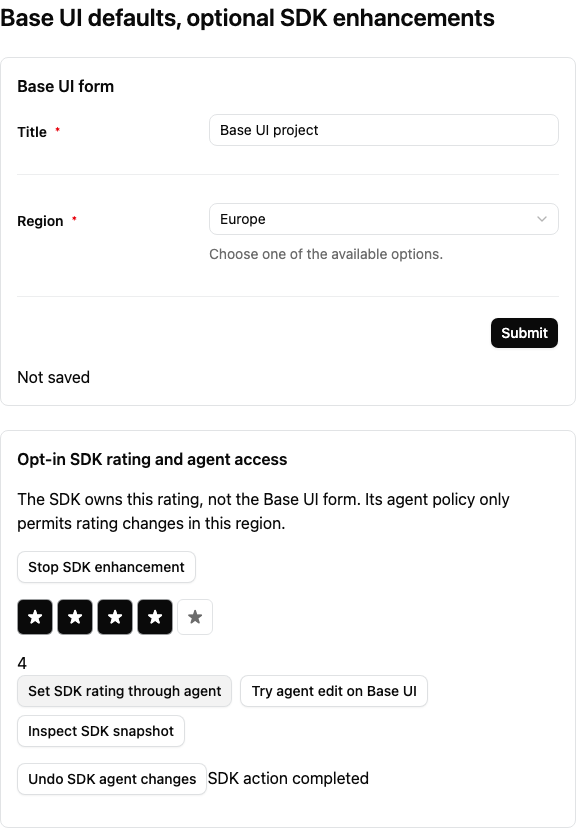 Base UI defaults, optional SDK enhancements
Base UI form
Title *
Base UI project
Region *
Europe
Choose one of the available options.
Submit
Not saved
Opt-in SDK rating and agent access
The SDK owns this rating, not the Base UI form. Its agent policy only
permits rating changes in this region.
Stop SDK enhancement
4
Set SDK rating through agent
Try agent edit on Base UI
Inspect SDK snapshot
Undo SDK agent changes
SDK action completed